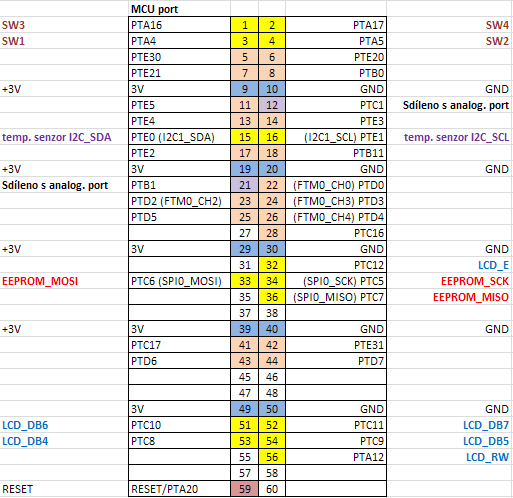 MCU port
SW3 PTA16 1 2 PTA17 SW4
SW1 PTA4 3 4 PTA5 SW2
PTE30 5 6 PTE20
PTE21 7 8 PTB0
+3V 3V 9 10 GND GND
PTE5 11 12 PTC1 Sdíleno s analog. port
PTE4 13 14 PTE3
temp. senzor I2C_SDA PTE0 (I2C1_SDA) 15 16 (I2C1_SCL) PTE1 temp. senzor I2C_SCL
PTE2 17 18 PTB11
+3V 3V 19 20 GND GND
Sdíleno s analog. port PTB1 21 22 (FTM0_CH0) PTD0
PTD2 (FTM0_CH2) 23 24 (FTM0_CH3) PTD3
PTD5 25 26 (FTM0_CH4) PTD4
27 28 PTC16
+3V 3V 29 30 GND GND
31 32 PTC12 LCD_E
EEPROM_MOSI PTC6 (SPI0_MOSI) 33 34 (SPI0_SCK) PTC5 EEPROM_SCK
35 36 (SPI0_MISO) PTC7 EEPROM_MISO
37 38
+3V 3V 39 40 GND GND
PTC17 41 42 PTE31
PTD6 43 44 PTD7
45 46
47 48
3V 49 50 GND GND
LCD_DB6 PTC10 51 52 PTC11 LCD_DB7
LCD_DB4 PTC8 53 54 PTC9 LCD_DB5
55 56 PTA12 LCD_RW
57 58
RESET RESET/PTA20 59 60